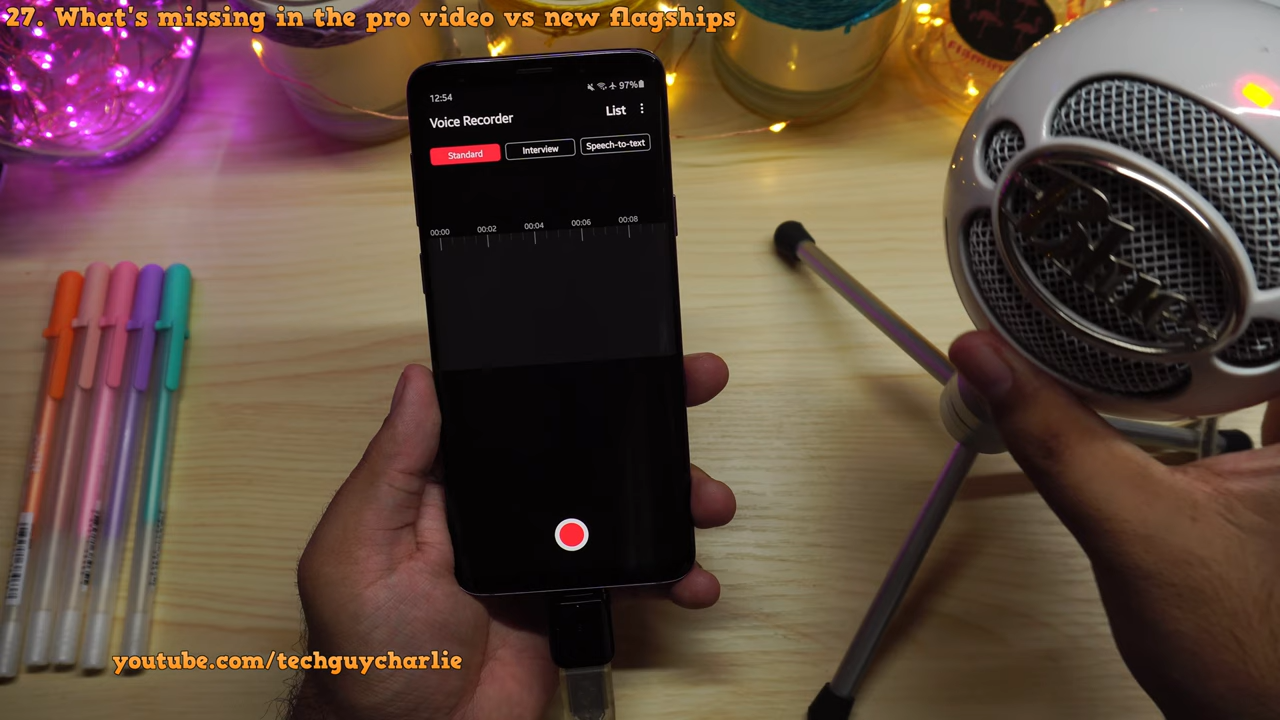 27. What's missing in the pro video vs new flagships
12:54
97%
Voice Recorder
List
Standard
Interview
Speech-to-text
00:00 00:02 00:04 00:06 00:08
Blue
youtube.com/techguycharlie